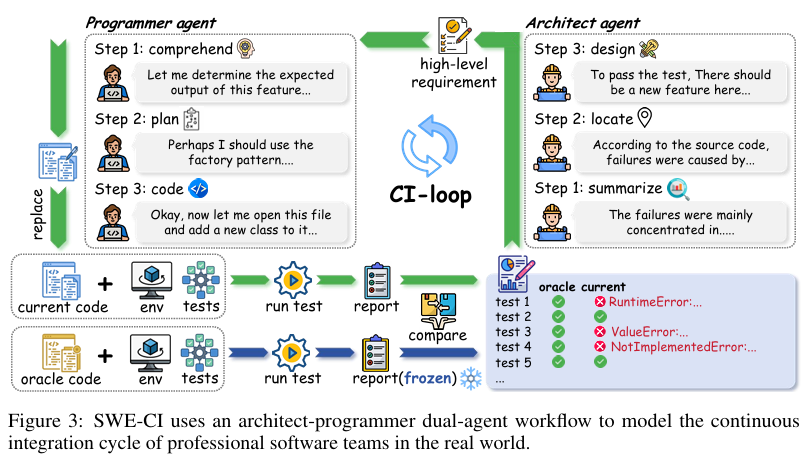 Programmer agent
Step 1: comprehend
Let me determine the expected
output of this feature...
Step 2: plan
Perhaps I should use the
factory pattern....
Step 3: code
Okay, now let me open this file
and add a new class to it...
replace
high-level
requirement
CI-loop
Architect agent
Step 3: design
To pass the test, There should
be a new feature here...
Step 2: locate
According to the source code,
failures were caused by...
Step 1: summarize
The failures were mainly
concentrated in.....
current code
+
env
tests
run test
report
compare
oracle code
+
env
tests
run test
report(frozen)
oracle current
test 1 RuntimeError:...
test 2
test 3 ValueError:...
test 4 NotImplementedError:...
test 5
...
Figure 3: SWE-CI uses an architect-programmer dual-agent workflow to model the continuous
integration cycle of professional software teams in the real world.